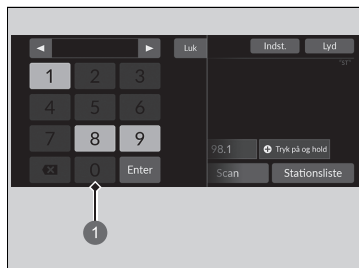 ◄ ► Luk Indst. Lyd
"ST"
1 2 3
4 5 6
7 8 9 98.1 Tryk på og hold
0 Enter Scan Stationsliste
1